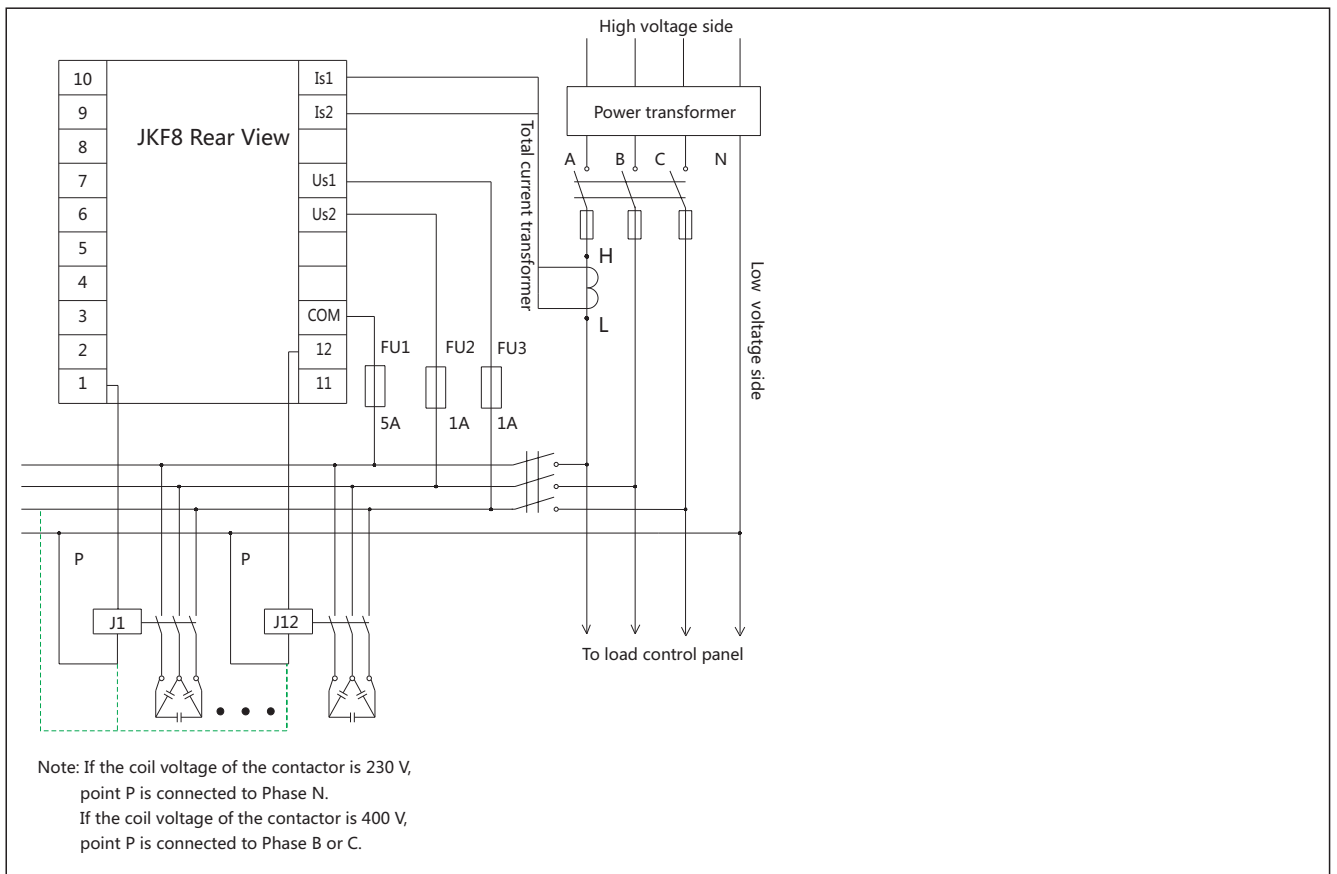 High voltage side
10
9
8
7
6
5
4
3
2
1
JKF8 Rear View
Is1
Is2
Us1
Us2
COM
12
11
Total current transformer
Power transformer
A
B
C
N
H
L
Low voltatge side
FU1
FU2
FU3
5A
1A
1A
P
P
J1
J12
To load control panel
Note: If the coil voltage of the contactor is 230 V,
point P is connected to Phase N.
If the coil voltage of the contactor is 400 V,
point P is connected to Phase B or C.